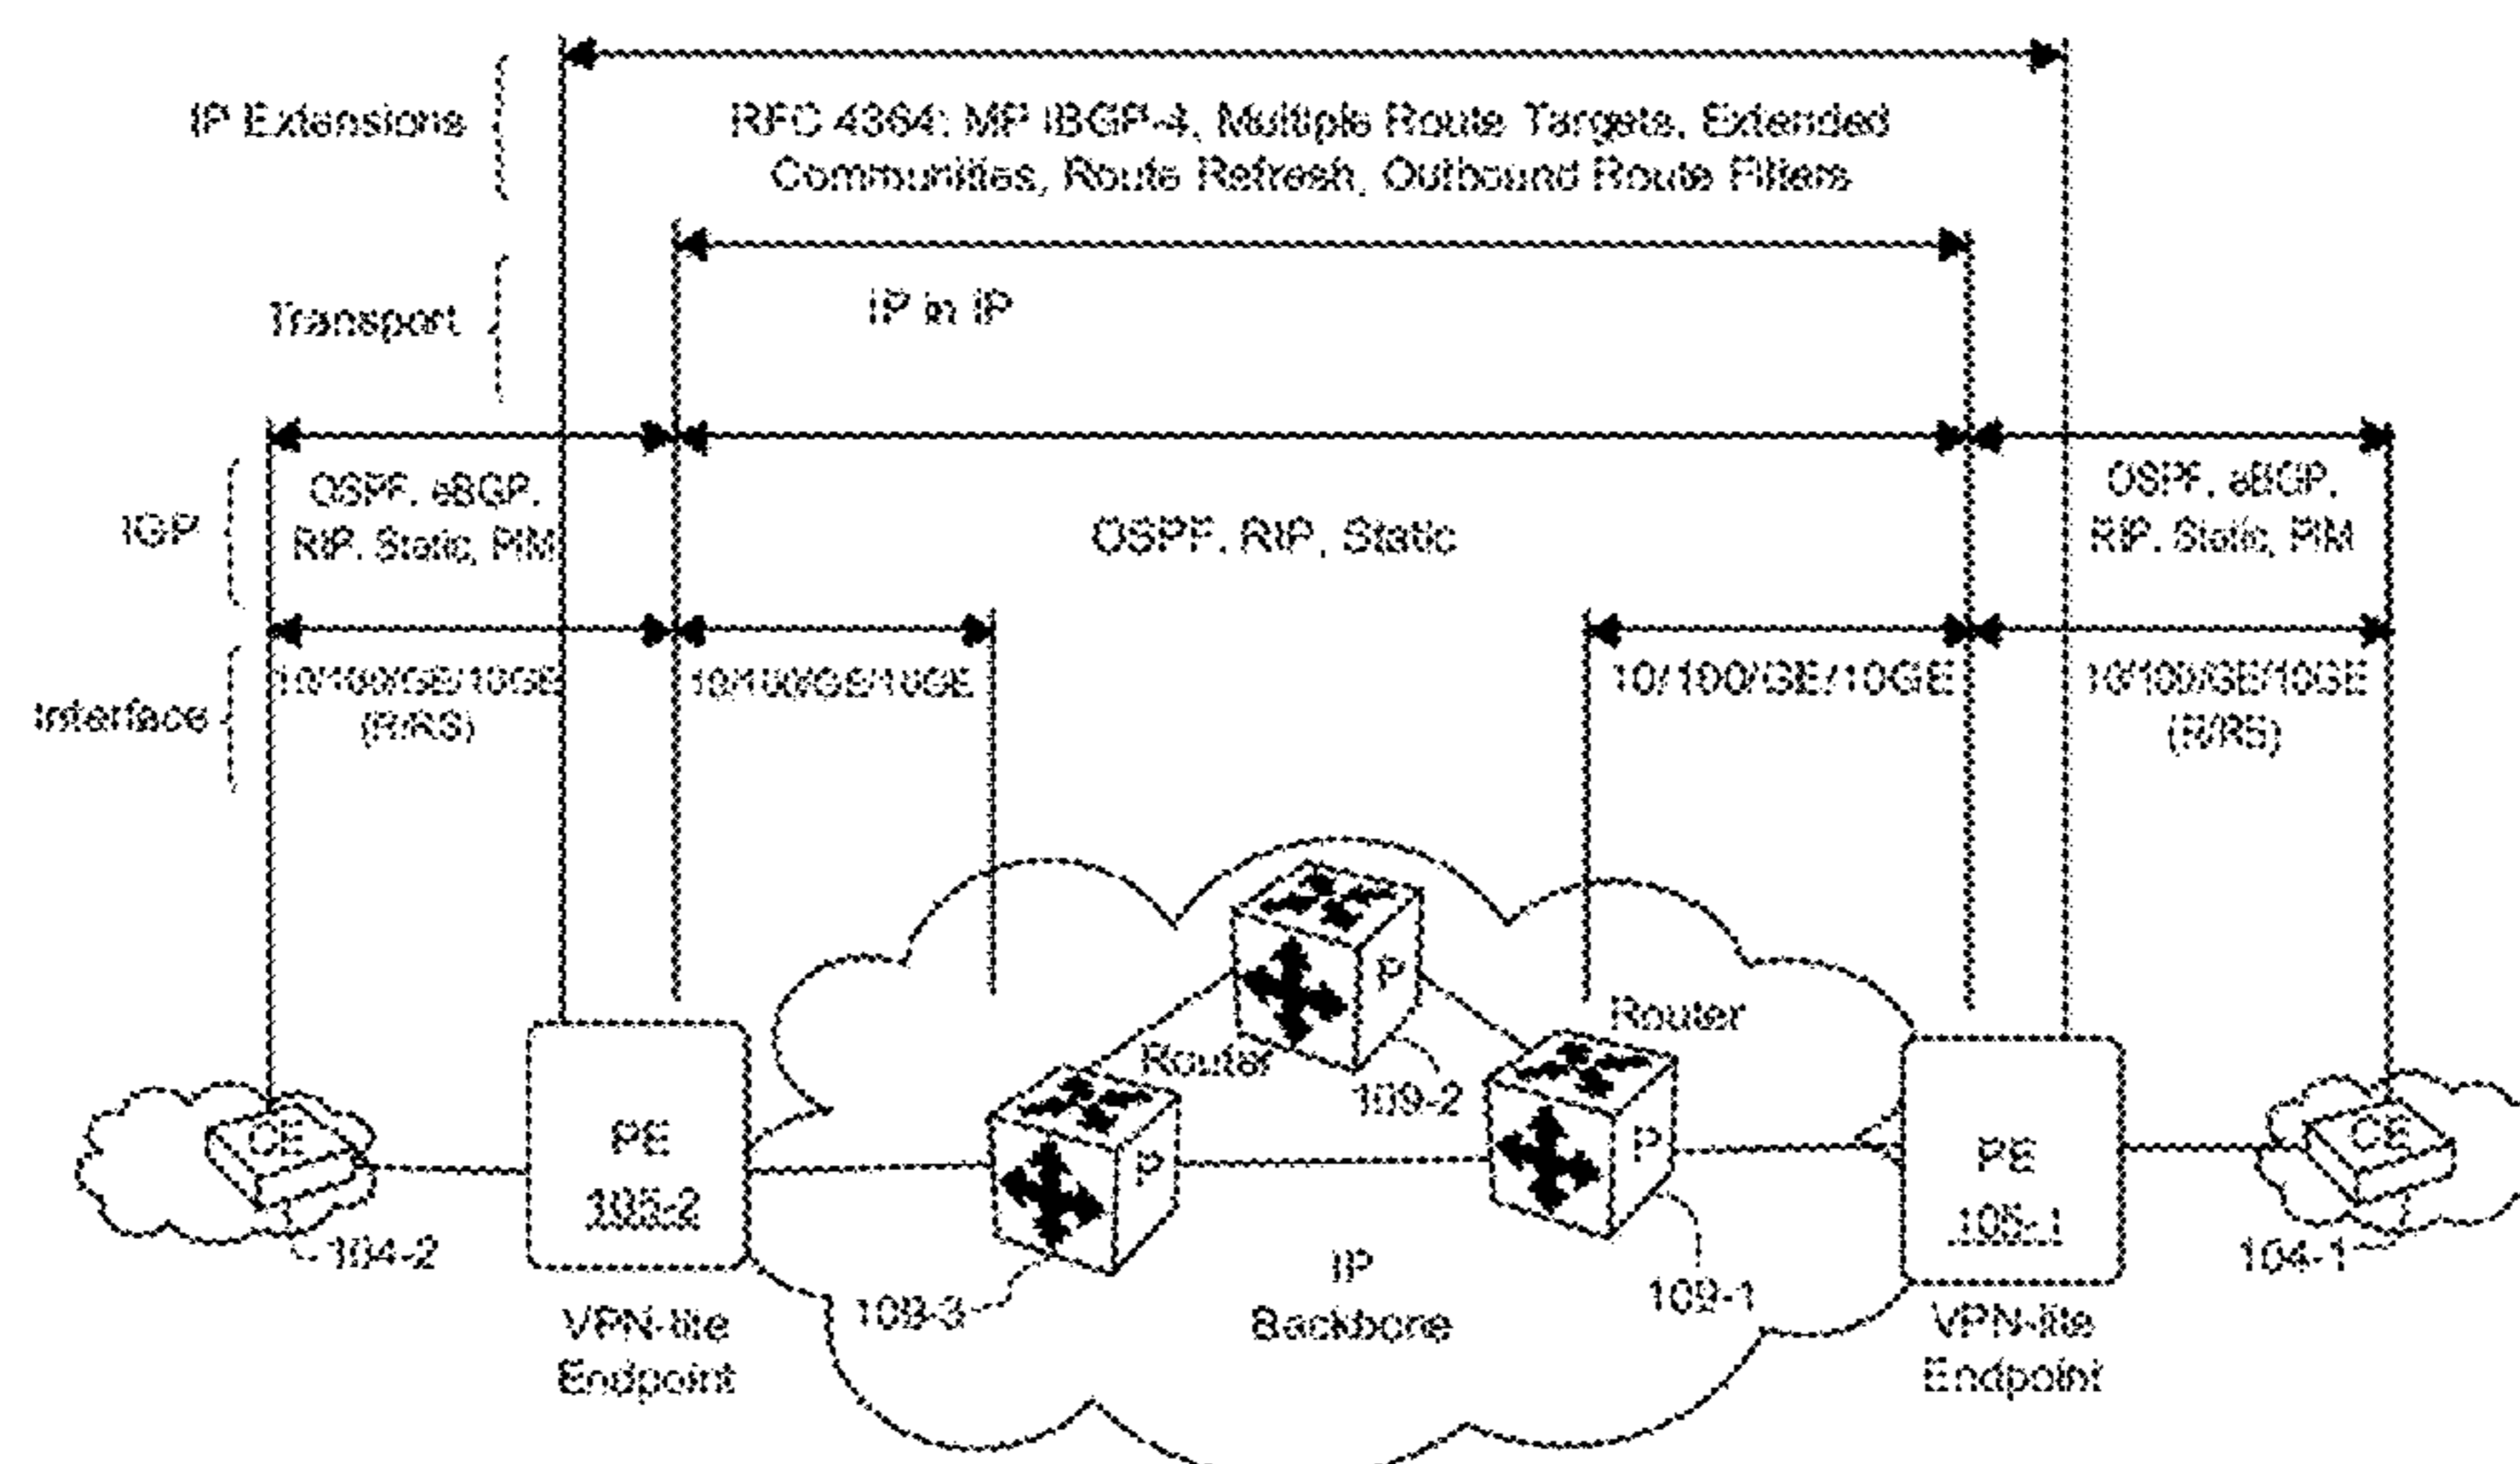 IP Extensions
RFC 4364: MP IBGP-4, Multiple Route Targets, Extended
Communities, Route Refresh, Outbound Route Filters
Transport
IP in IP
IGP
OSPF, eBGP,
RIP, Static, PIM
OSPF, RIP, Static
OSPF, eBGP,
RIP, Static, PIM
Interface
10/100/GE/10GE
(R/RS)
10/100/GE/10GE
10/100/GE/10GE
10/100/GE/10GE
(R/RS)
P
Router
Router
109-2
CE
PE
105-2
P
P
PE
105-1
CE
104-2
109-3
IP
Backbone
109-1
104-1
VPN-lite
Endpoint
VPN-lite
Endpoint